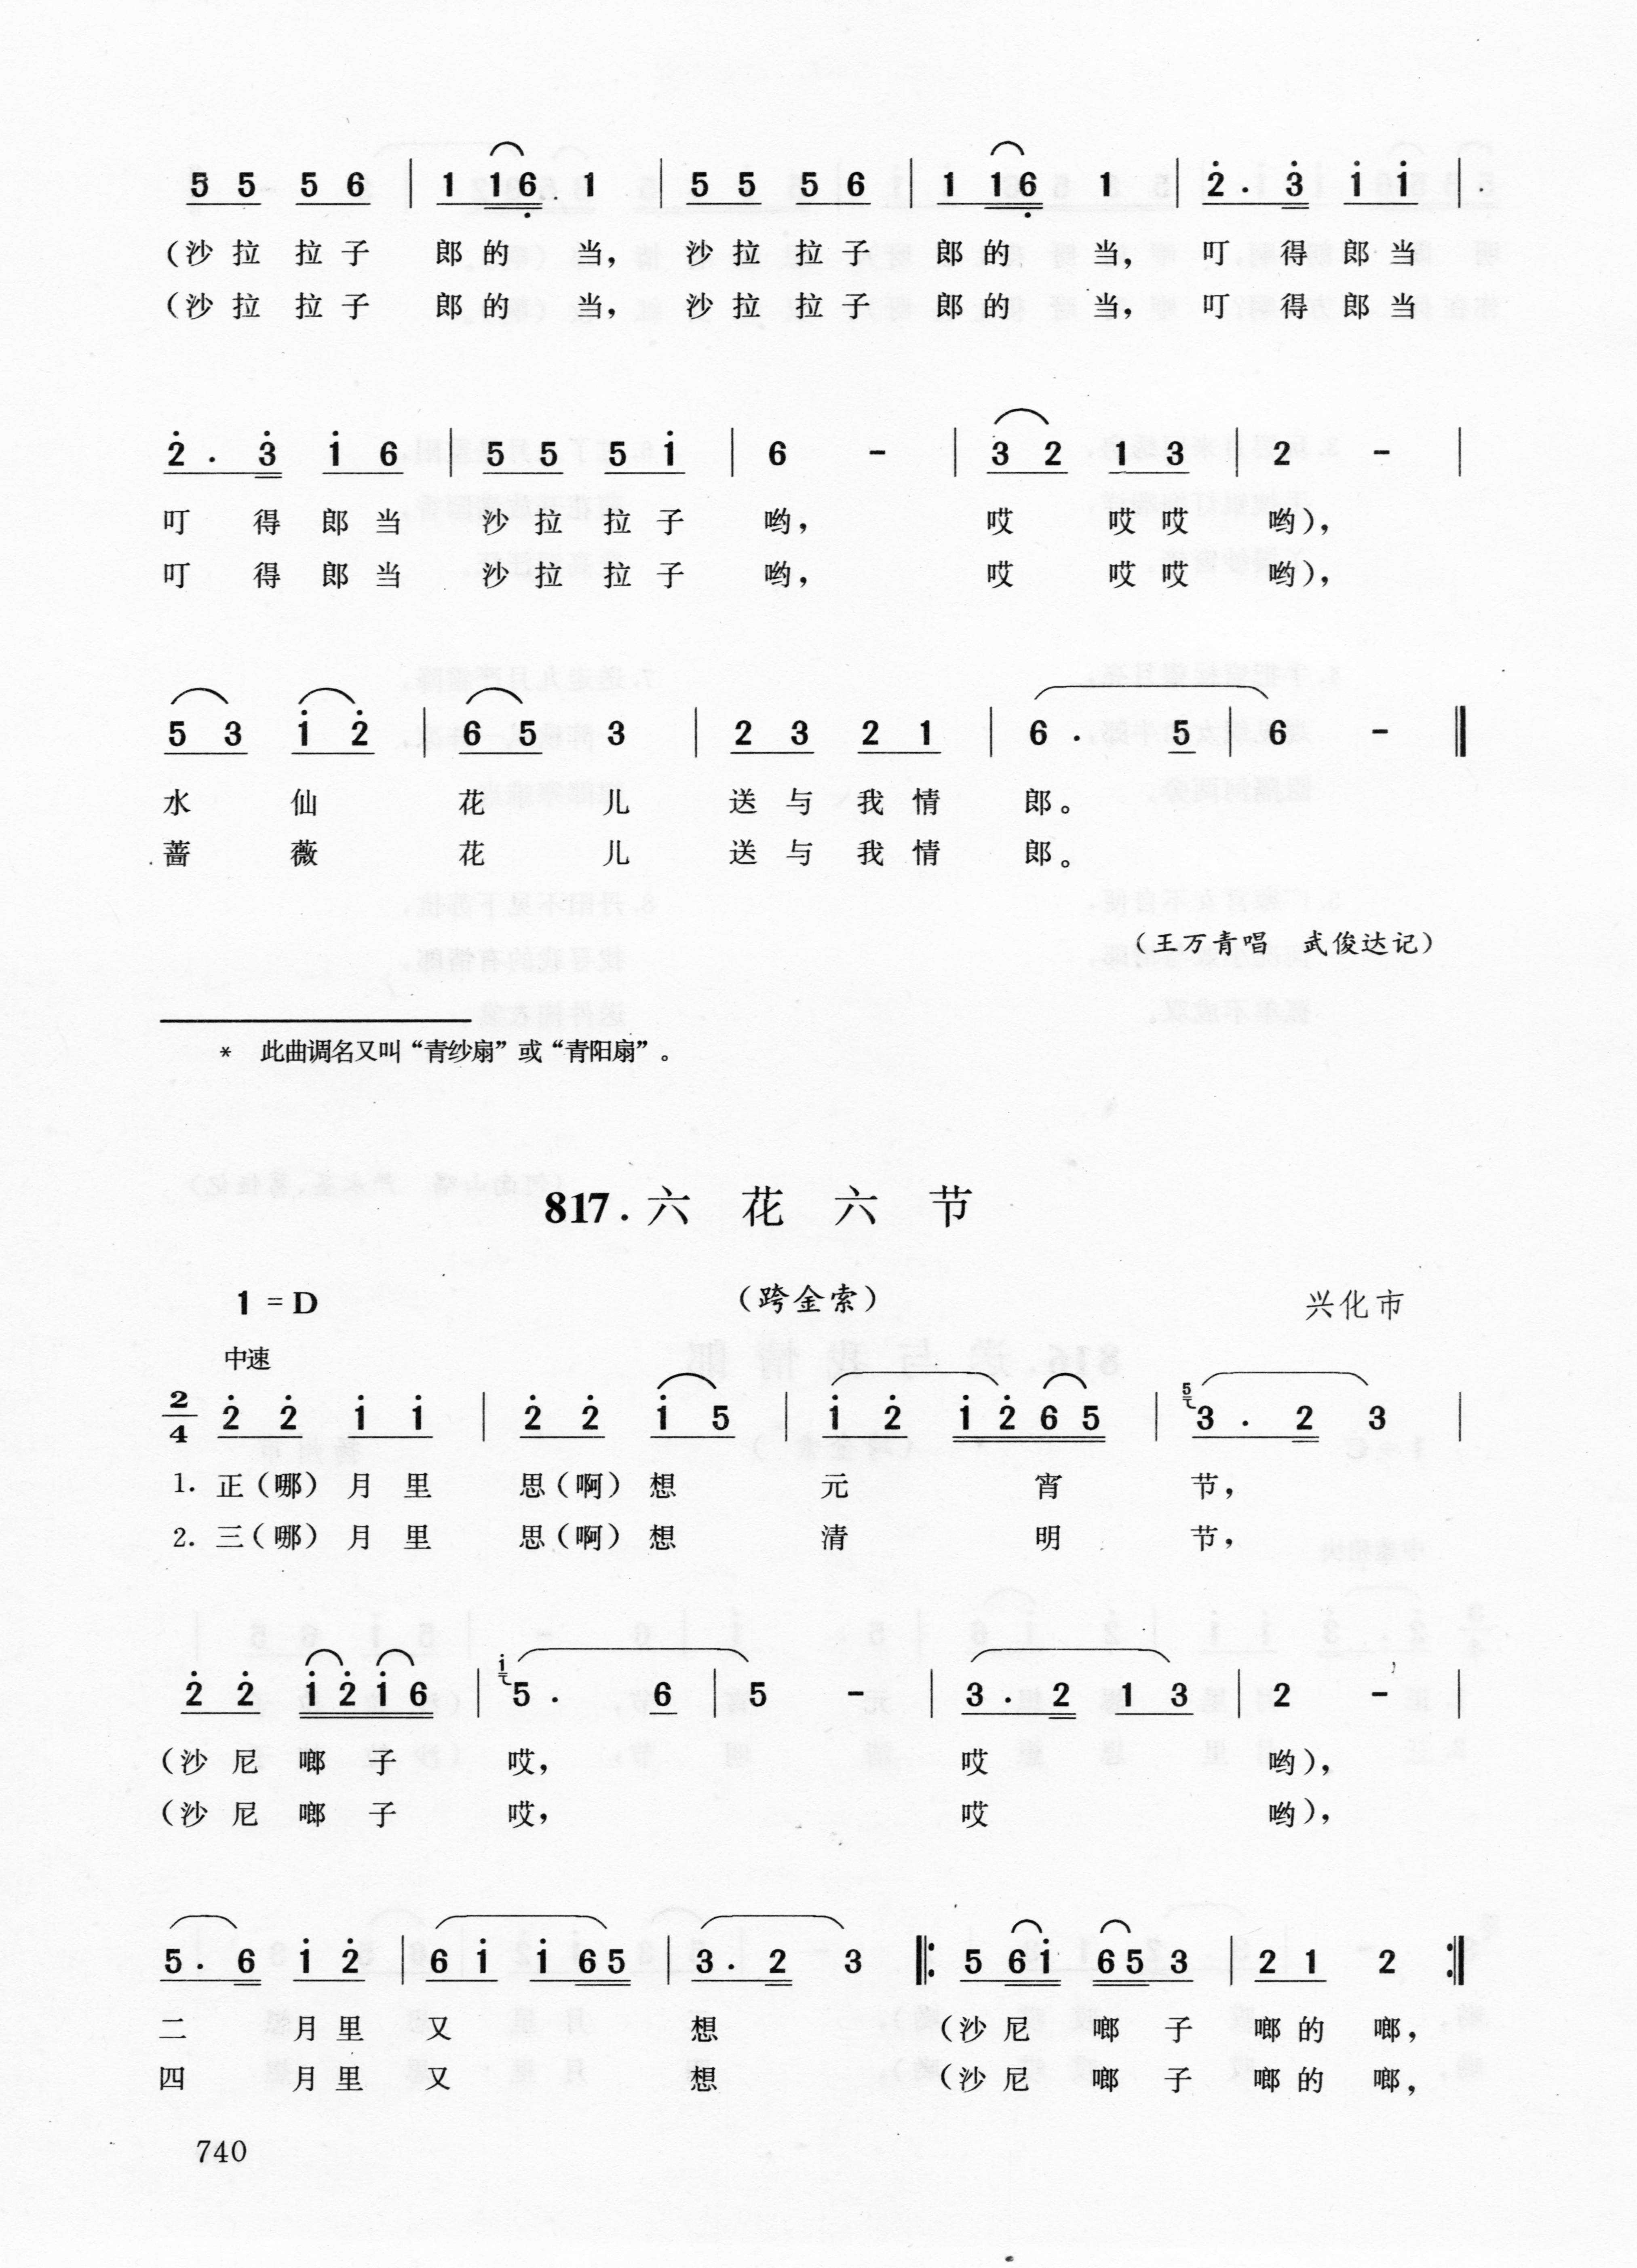 5 5 5 6 | 1 1 6̣ 1 | 5 5 5 6 | 1 1 6̣ 1 | 2̇ . 3̇ 1̇ 1̇ |
(沙 拉 拉 子 郎 的 当, 沙 拉 拉 子 郎 的 当, 叮 得 郎 当
(沙 拉 拉 子 郎 的 当, 沙 拉 拉 子 郎 的 当, 叮 得 郎 当
2̇ . 3̇ 1̇ 6 | 5 5 5 1̇ | 6 - | 3 2 1 3 | 2 - |
叮 得 郎 当 沙 拉 拉 子 哟, 哎 哎 哎 哟),
叮 得 郎 当 沙 拉 拉 子 哟, 哎 哎 哎 哟),
5 3 1̇ 2̇ | 6 5 3 | 2 3 2 1 | 6 . 5 | 6 - ‖
水 仙 花 儿 送 与 我 情 郎。
蔷 薇 花 儿 送 与 我 情 郎。
(王万青唱 武俊达记)
* 此曲调名又叫“青纱扇”或“青阳扇”。
817. 六 花 六 节
1 = D (跨金索) 兴化市
中速
2/4 2̇ 2̇ 1̇ 1̇ | 2̇ 2̇ 1̇ 5 | 1̇ 2̇ 1̇ 2̇ 6 5 | 5 3 . 2 3 |
1. 正(哪)月 里 思(啊)想 元 宵 节,
2. 三(哪)月 里 思(啊)想 清 明 节,
2̇ 2̇ 1̇ 2̇ 1̇ 6 | 1̇ 5 . 6 | 5 - | 3 . 2 1 3 | 2 - |
(沙 尼 啷 子 哎, 哎 哟),
(沙 尼 啷 子 哎, 哎 哟),
5 . 6 1̇ 2̇ | 6 1̇ 1̇ 6 5 | 3 . 2 3 ‖: 5 6 1̇ 6 5 3 | 2 1 2 :‖
二 月 里 又 想 (沙 尼 啷 子 啷 的 啷,
四 月 里 又 想 (沙 尼 啷 子 啷 的 啷,
740